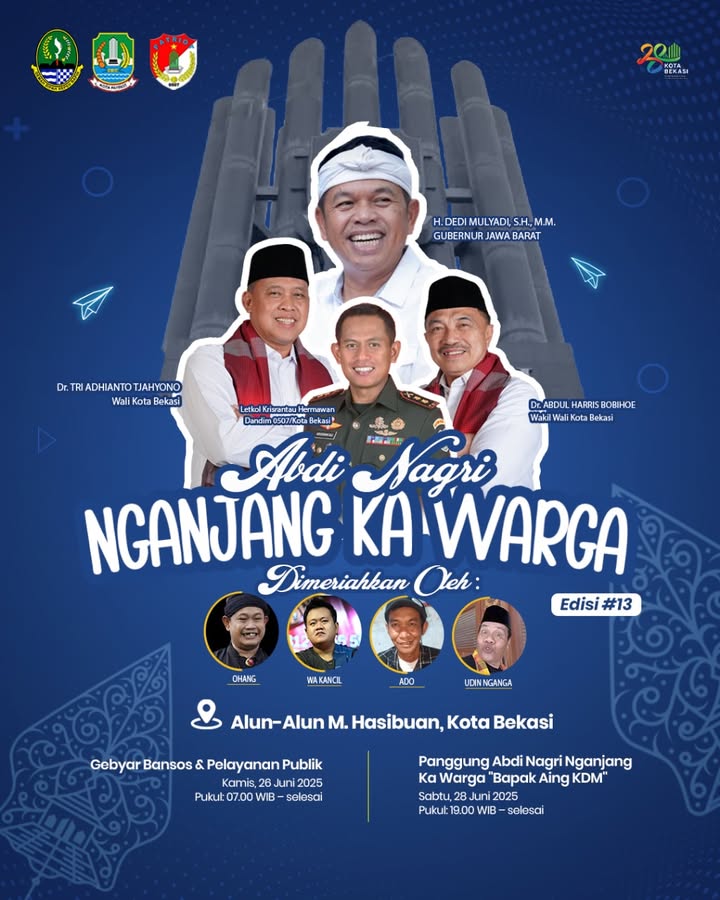 PATRIOT
28
KOTA
BEKASI
H. DEDI MULYADI, S.H., M.M.
GUBERNUR JAWA BARAT
Dr. TRI ADHIANTO TJAHYONO
Wali Kota Bekasi
Letkol Krisrantau Hermawan
Dandim 0507/Kota Bekasi
Dr. ABDUL HARRIS BOBIHOE
Wakil Wali Kota Bekasi
Abdi Nagri
NGANJANG KA WARGA
Dimeriahkan Oleh :
Edisi #13
OHANG
WA KANCIL
ADO
UDIN NGANGA
Alun-Alun M. Hasibuan, Kota Bekasi
Gebyar Bansos & Pelayanan Publik
Kamis, 26 Juni 2025
Pukul: 07.00 WIB – selesai
Panggung Abdi Nagri Nganjang
Ka Warga "Bapak Aing KDM"
Sabtu, 28 Juni 2025
Pukul: 19.00 WIB – selesai